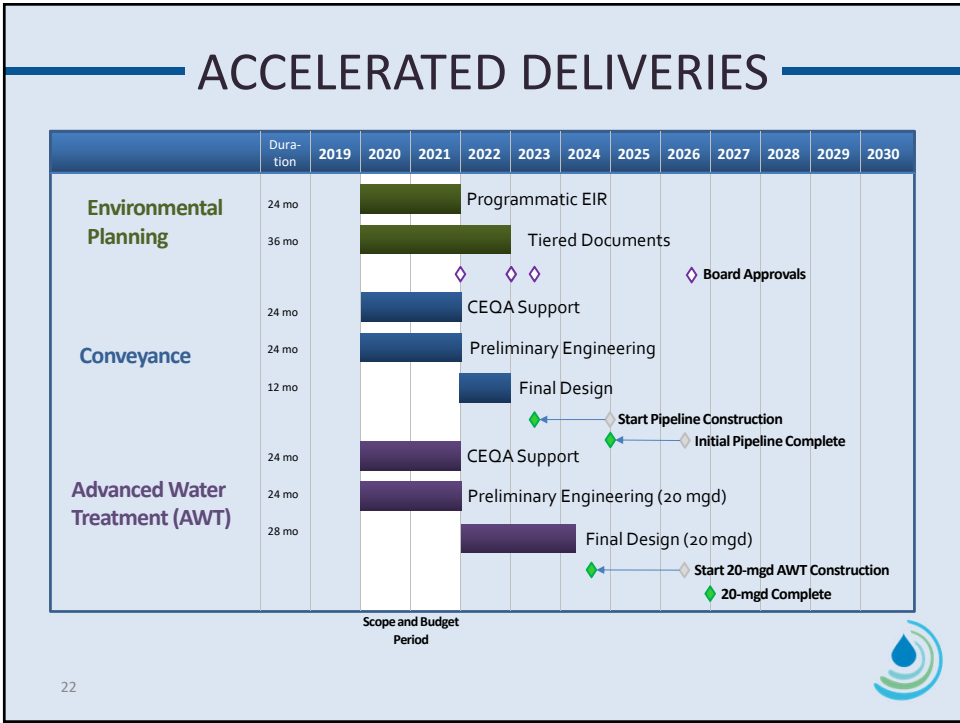 ACCELERATED DELIVERIES
Dura-
tion
2019 2020 2021 2022 2023 2024 2025 2026 2027 2028 2029 2030
Environmental
Planning
24 mo
Programmatic EIR
36 mo
Tiered Documents
Board Approvals
Conveyance
24 mo
CEQA Support
24 mo
Preliminary Engineering
12 mo
Final Design
Start Pipeline Construction
Initial Pipeline Complete
Advanced Water
Treatment (AWT)
24 mo
CEQA Support
24 mo
Preliminary Engineering (20 mgd)
28 mo
Final Design (20 mgd)
Start 20-mgd AWT Construction
20-mgd Complete
Scope and Budget
Period
22